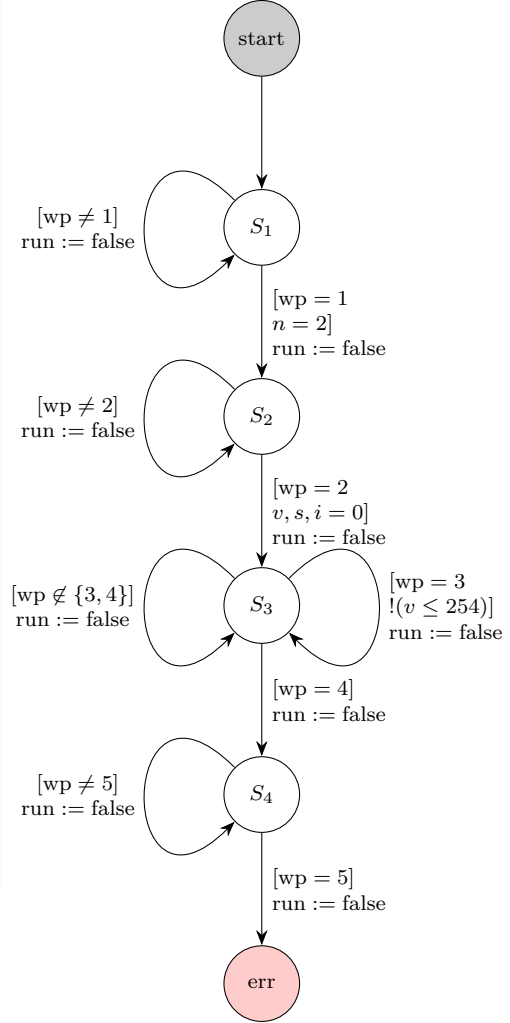 start
[wp ≠ 1]
run := false
S₁
[wp = 1
n = 2]
run := false
[wp ≠ 2]
run := false
S₂
[wp = 2
v, s, i = 0]
run := false
[wp ∉ {3, 4}]
run := false
S₃
[wp = 3
!(v ≤ 254)]
run := false
[wp = 4]
run := false
[wp ≠ 5]
run := false
S₄
[wp = 5]
run := false
err